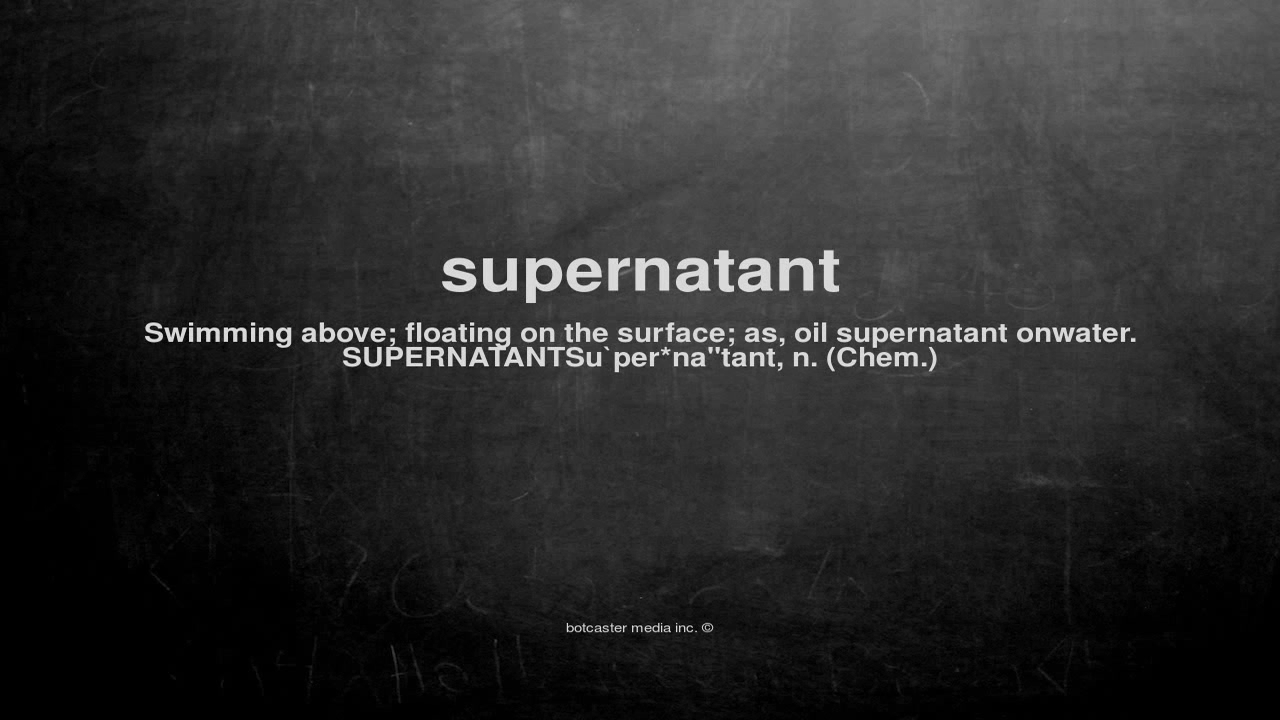 supernatant
Swimming above; floating on the surface; as, oil supernatant onwater.
SUPERNATANTSu`per*na"tant, n. (Chem.)
botcaster media inc. ©